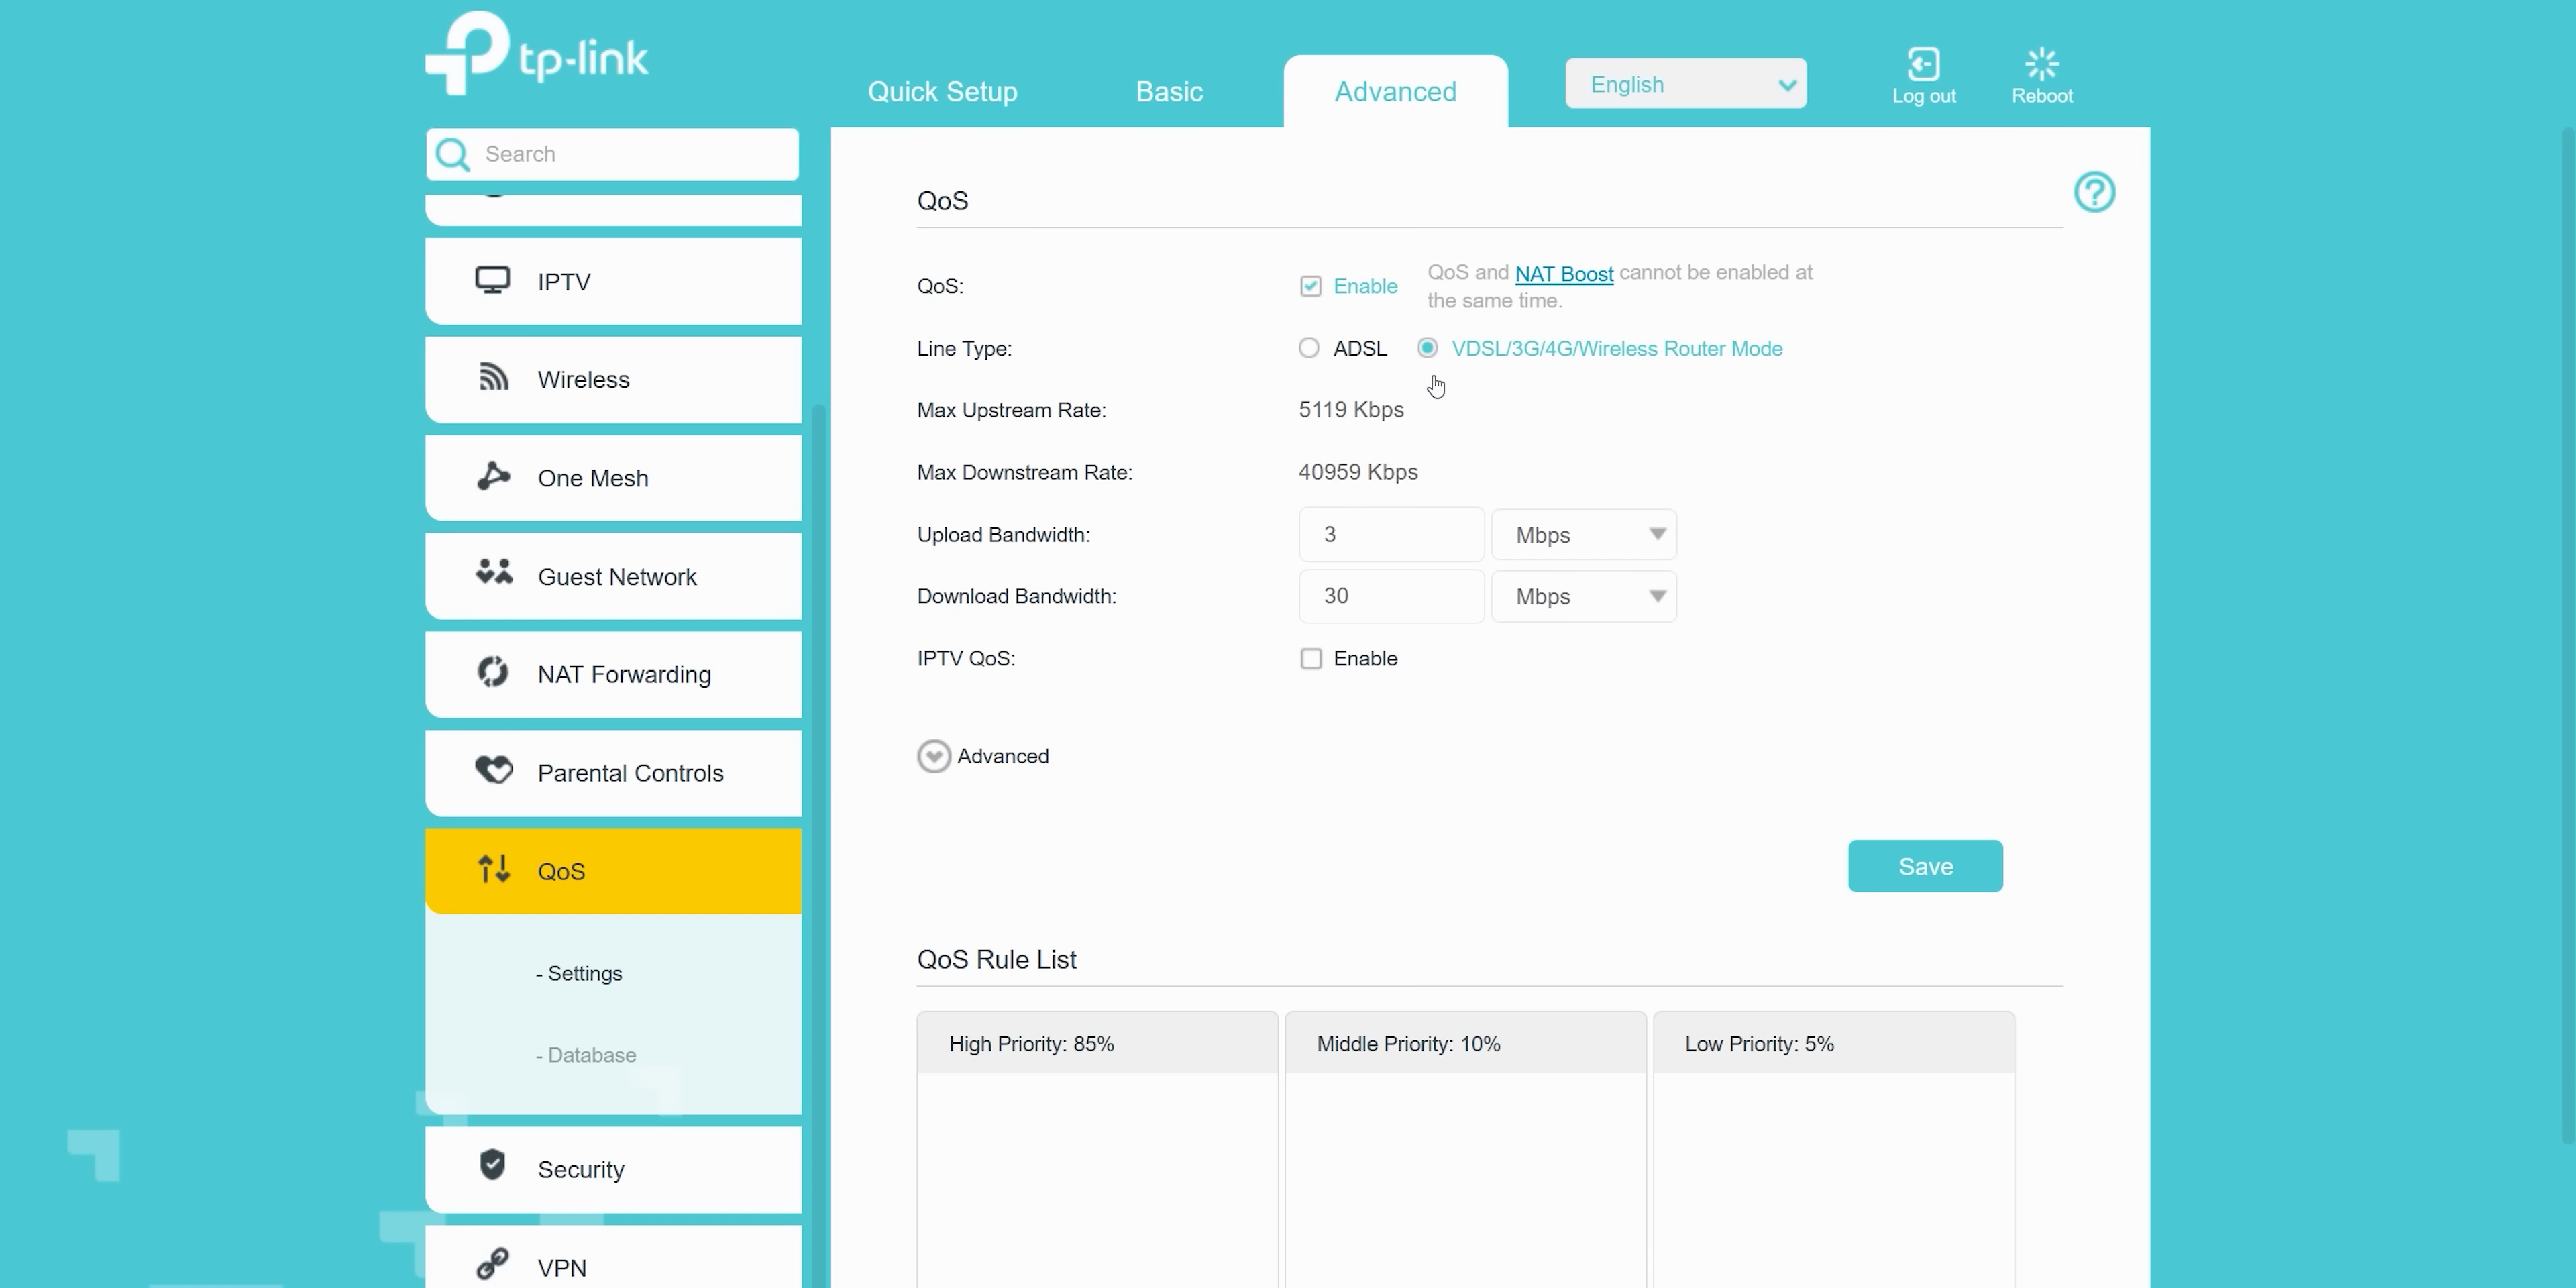 tp-link
Quick Setup
Basic
Advanced
English
Log out
Reboot
Search
IPTV
Wireless
One Mesh
Guest Network
NAT Forwarding
Parental Controls
QoS
- Settings
- Database
Security
VPN
QoS
QoS:
Enable
QoS and NAT Boost cannot be enabled at
the same time.
Line Type:
ADSL
VDSL/3G/4G/Wireless Router Mode
Max Upstream Rate:
5119 Kbps
Max Downstream Rate:
40959 Kbps
Upload Bandwidth:
3
Mbps
Download Bandwidth:
30
Mbps
IPTV QoS:
Enable
Advanced
Save
QoS Rule List
High Priority: 85%
Middle Priority: 10%
Low Priority: 5%